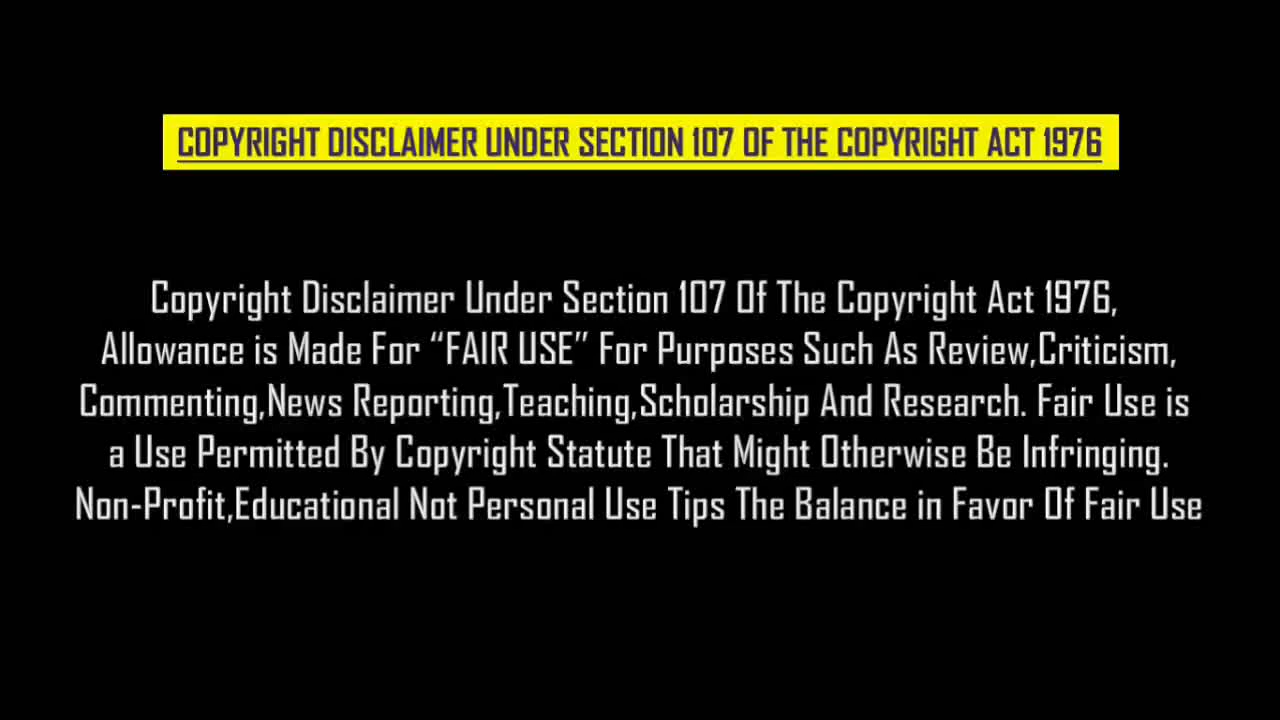 COPYRIGHT DISCLAIMER UNDER SECTION 107 OF THE COPYRIGHT ACT 1976
Copyright Disclaimer Under Section 107 Of The Copyright Act 1976,
Allowance is Made For “FAIR USE” For Purposes Such As Review,Criticism,
Commenting,News Reporting,Teaching,Scholarship And Research. Fair Use is
a Use Permitted By Copyright Statute That Might Otherwise Be Infringing.
Non-Profit,Educational Not Personal Use Tips The Balance in Favor Of Fair Use